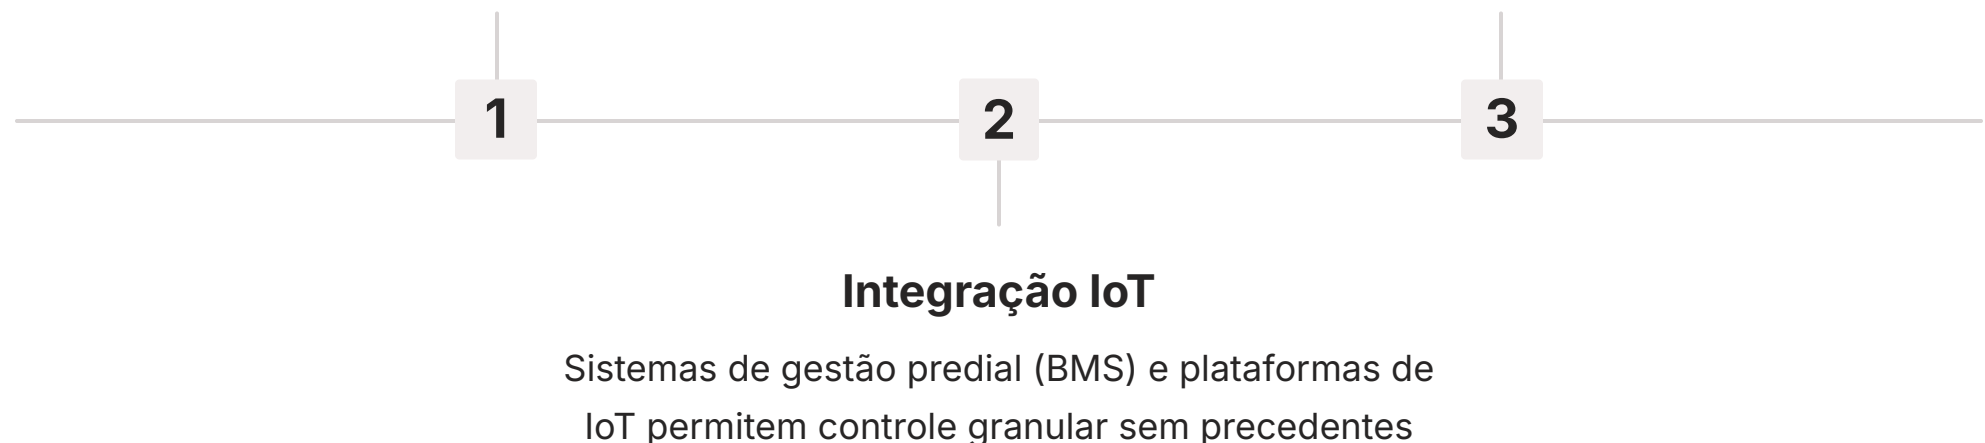 1 2 3
Integração IoT
Sistemas de gestão predial (BMS) e plataformas de
IoT permitem controle granular sem precedentes